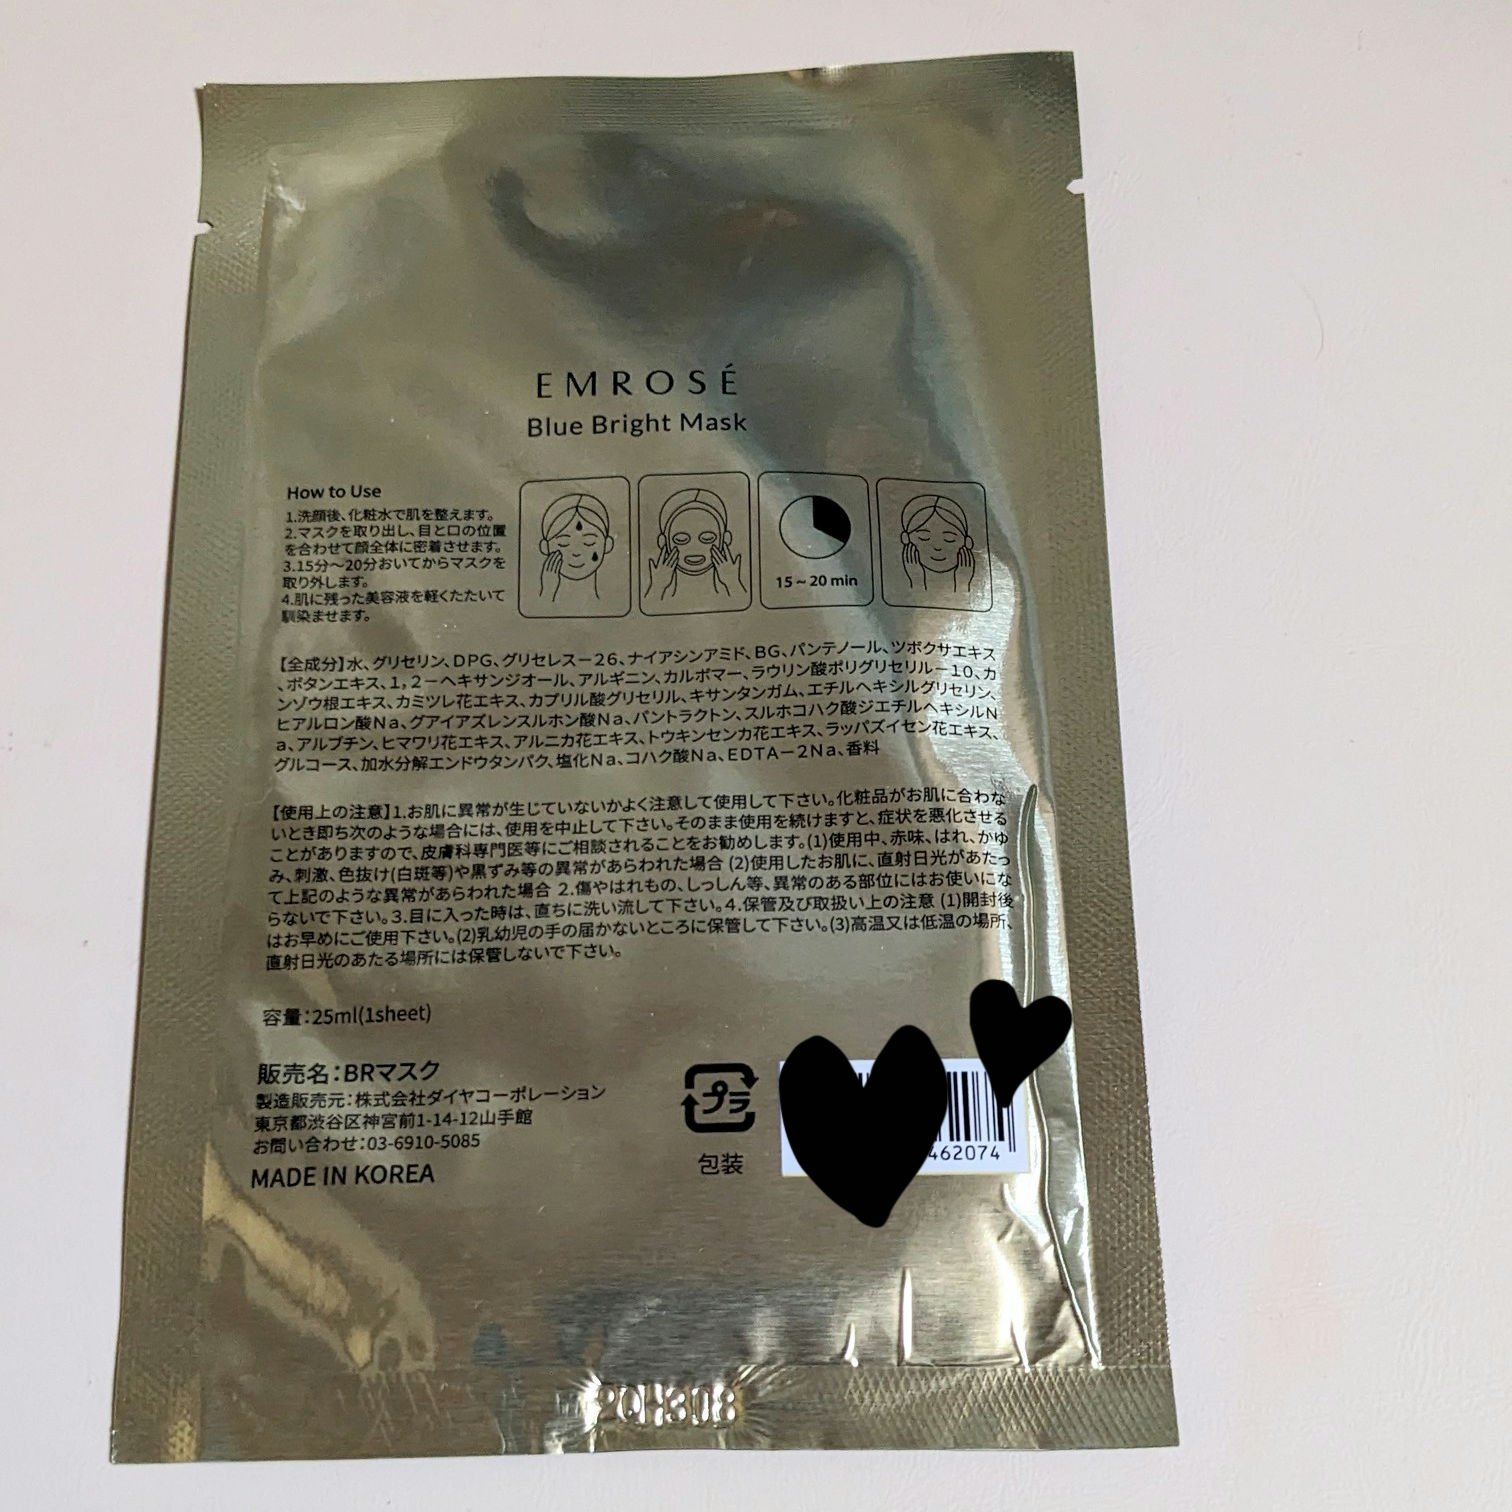 EMROSÉ
Blue Bright Mask
How to Use
1.洗顔後、化粧水で肌を整えます。
2.マスクを取り出し、目と口の位置
を合わせて顔全体に密着させます。
3.15分～20分おいてからマスクを
取り外します。
4.肌に残った美容液を軽くたたいて
馴染ませます。
15~20 min
【全成分】水、グリセリン、DPG、グリセレス－26、ナイアシンアミド、BG、パンテノール、ツボクサエキス
、ボタンエキス、1，2－ヘキサンジオール、アルギニン、カルボマー、ラウリン酸ポリグリセリル－10、カ
ンゾウ根エキス、カミツレ花エキス、カプリル酸グリセリル、キサンタンガム、エチルヘキシルグリセリン、
ヒアルロン酸Na、グアイアズレンスルホン酸Na、パントラクトン、スルホコハク酸ジエチルヘキシルN
a、アルブチン、ヒマワリ花エキス、アルニカ花エキス、トウキンセンカ花エキス、ラッパズイセン花エキス、
グルコース、加水分解エンドウタンパク、塩化Na、コハク酸Na、EDTA－2Na、香料
【使用上の注意】1.お肌に異常が生じていないかよく注意して使用して下さい。化粧品がお肌に合わな
いとき即ち次のような場合には、使用を中止して下さい。そのまま使用を続けますと、症状を悪化させる
ことがありますので、皮膚科専門医等にご相談されることをお勧めします。(1)使用中、赤味、はれ、かゆ
み、刺激、色抜け(白斑等)や黒ずみ等の異常があらわれた場合 (2)使用したお肌に、直射日光があたっ
て上記のような異常があらわれた場合 2.傷やはれもの、しっしん等、異常のある部位にはお使いにな
らないで下さい。3.目に入った時は、直ちに洗い流して下さい。4.保管及び取扱い上の注意 (1)開封後
はお早めにご使用下さい。(2)乳幼児の手の届かないところに保管して下さい。(3)高温又は低温の場所、
直射日光のあたる場所には保管しないで下さい。
容量：25ml(1sheet)
販売名：BRマスク
製造販売元：株式会社ダイヤコーポレーション
東京都渋谷区神宮前1-14-12山手館
お問い合わせ：03-6910-5085
MADE IN KOREA
プラ
包装
462074